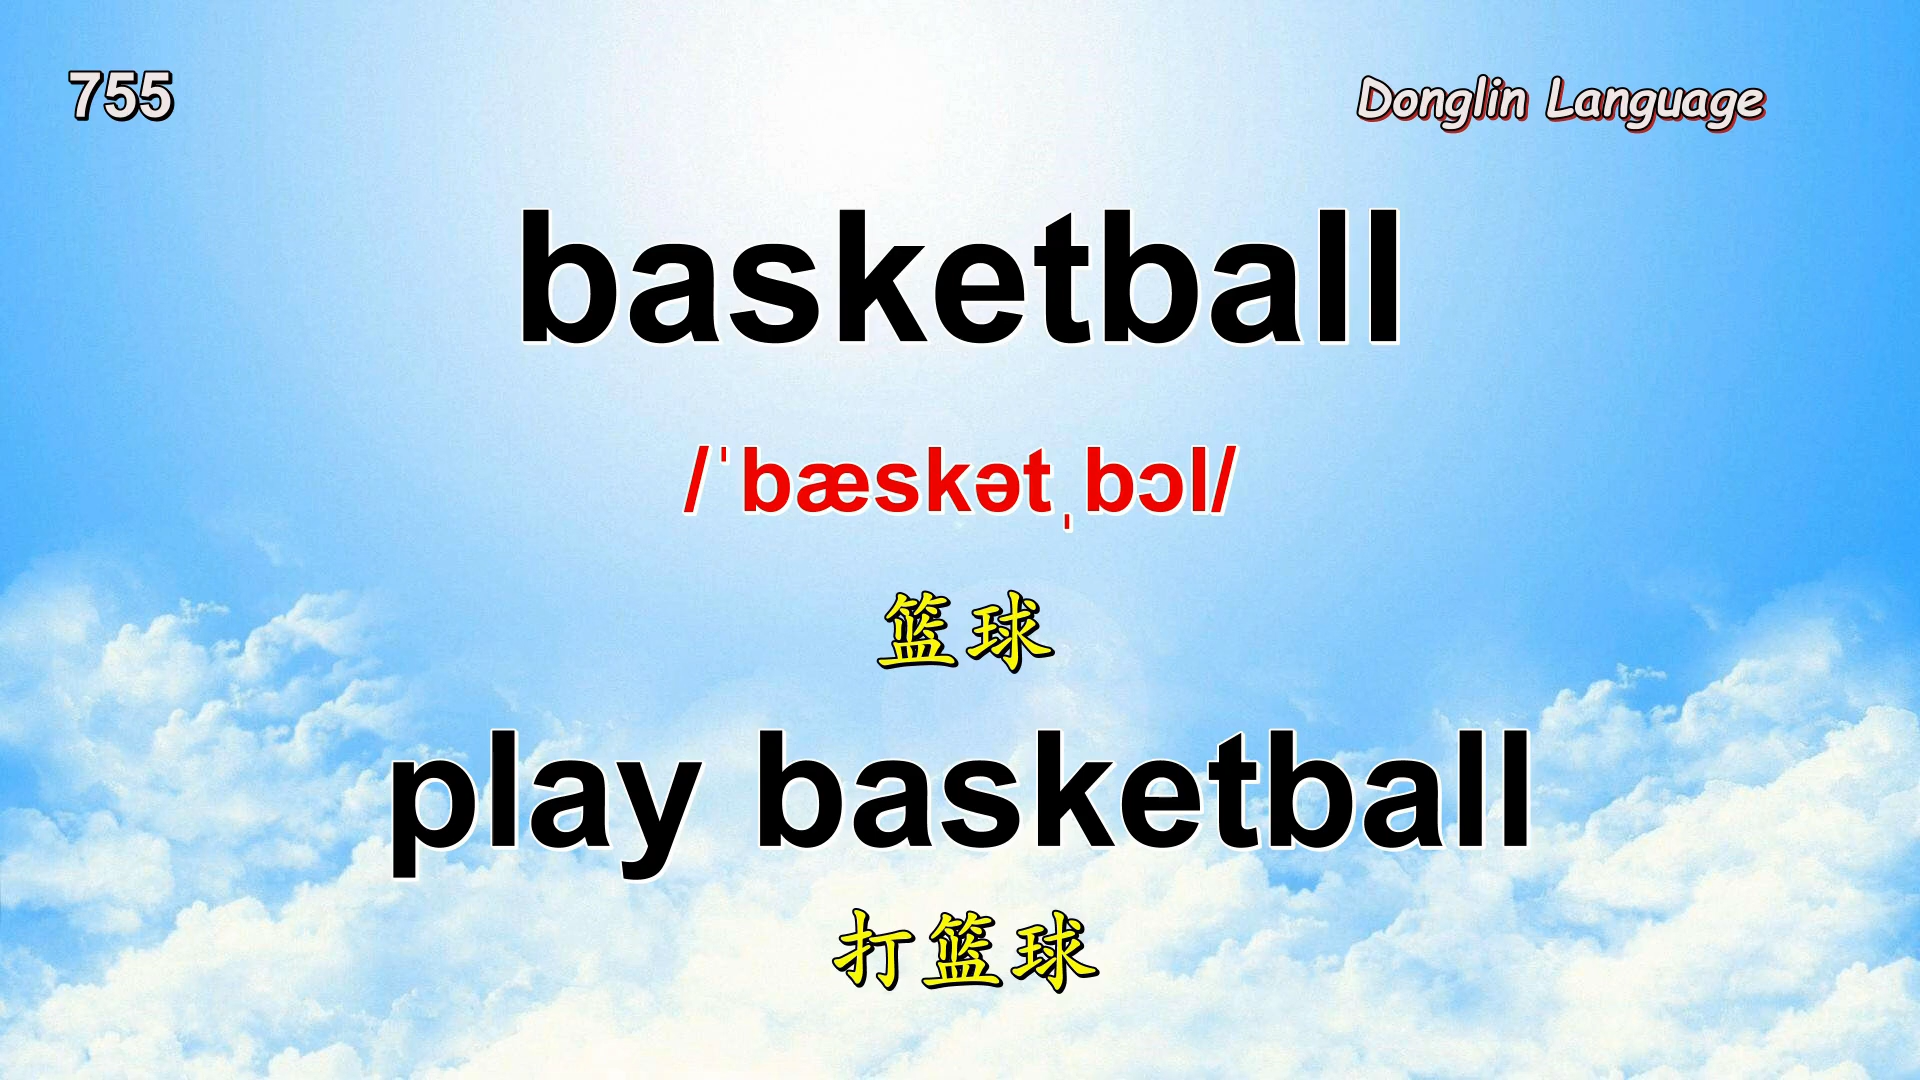 755
Donglin Language
basketball
/ˈbæskətˌbɔl/
篮球
play basketball
打篮球